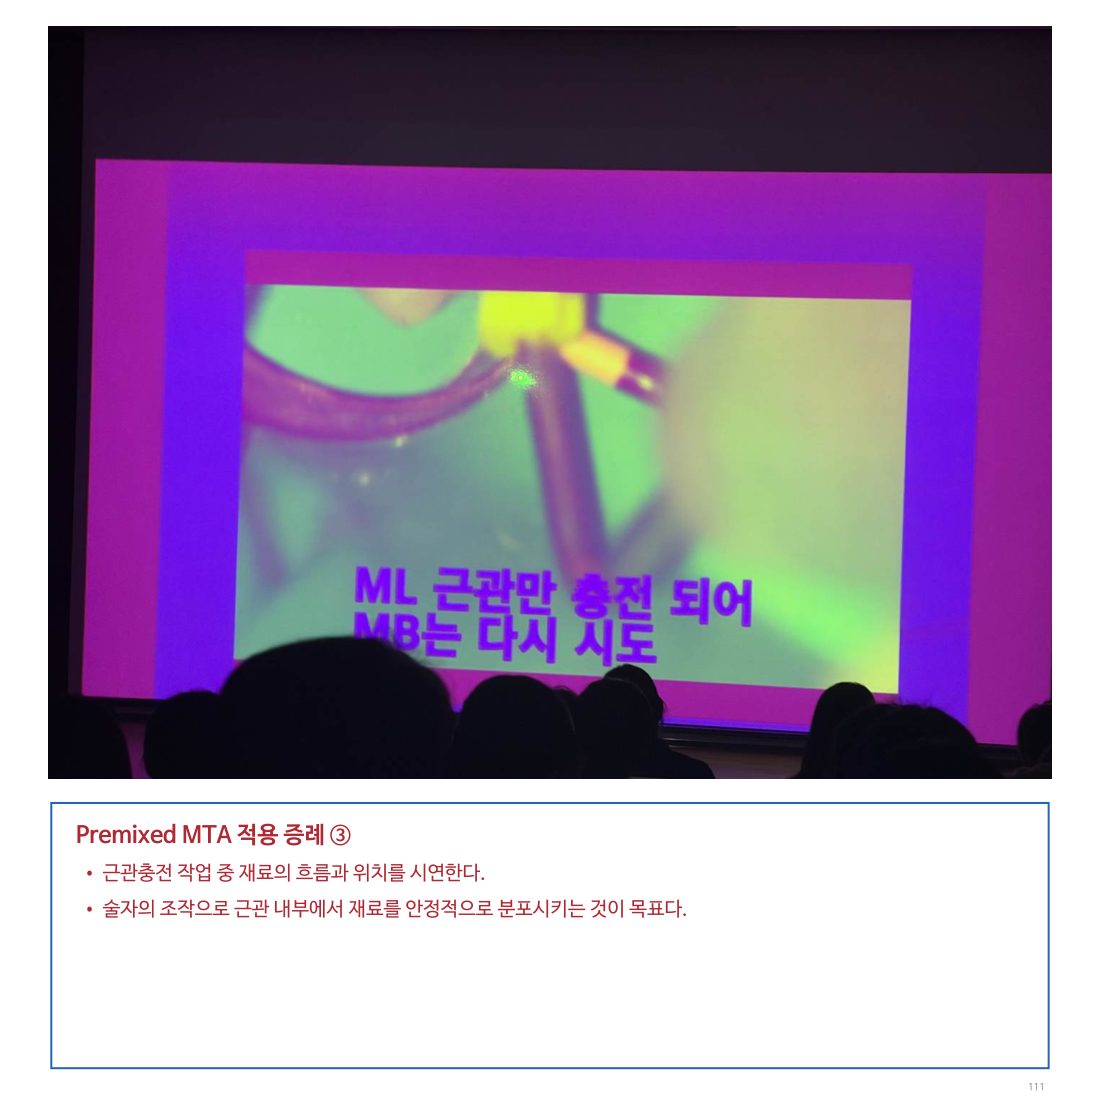 ML 근관만 충전 되어
MB는 다시 시도
Premixed MTA 적용 증례 ③
• 근관충전 작업 중 재료의 흐름과 위치를 시연한다.
• 술자의 조작으로 근관 내부에서 재료를 안정적으로 분포시키는 것이 목표다.
111